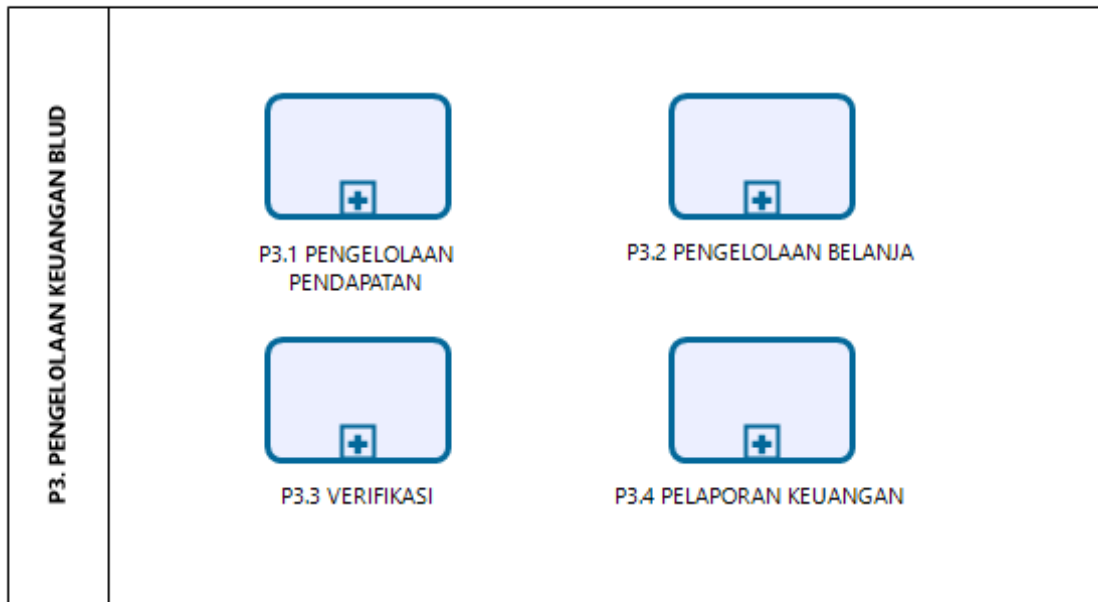 P3. PENGELOLAAN KEUANGAN BLUD
P3.1 PENGELOLAAN
PENDAPATAN
P3.2 PENGELOLAAN BELANJA
P3.3 VERIFIKASI
P3.4 PELAPORAN KEUANGAN